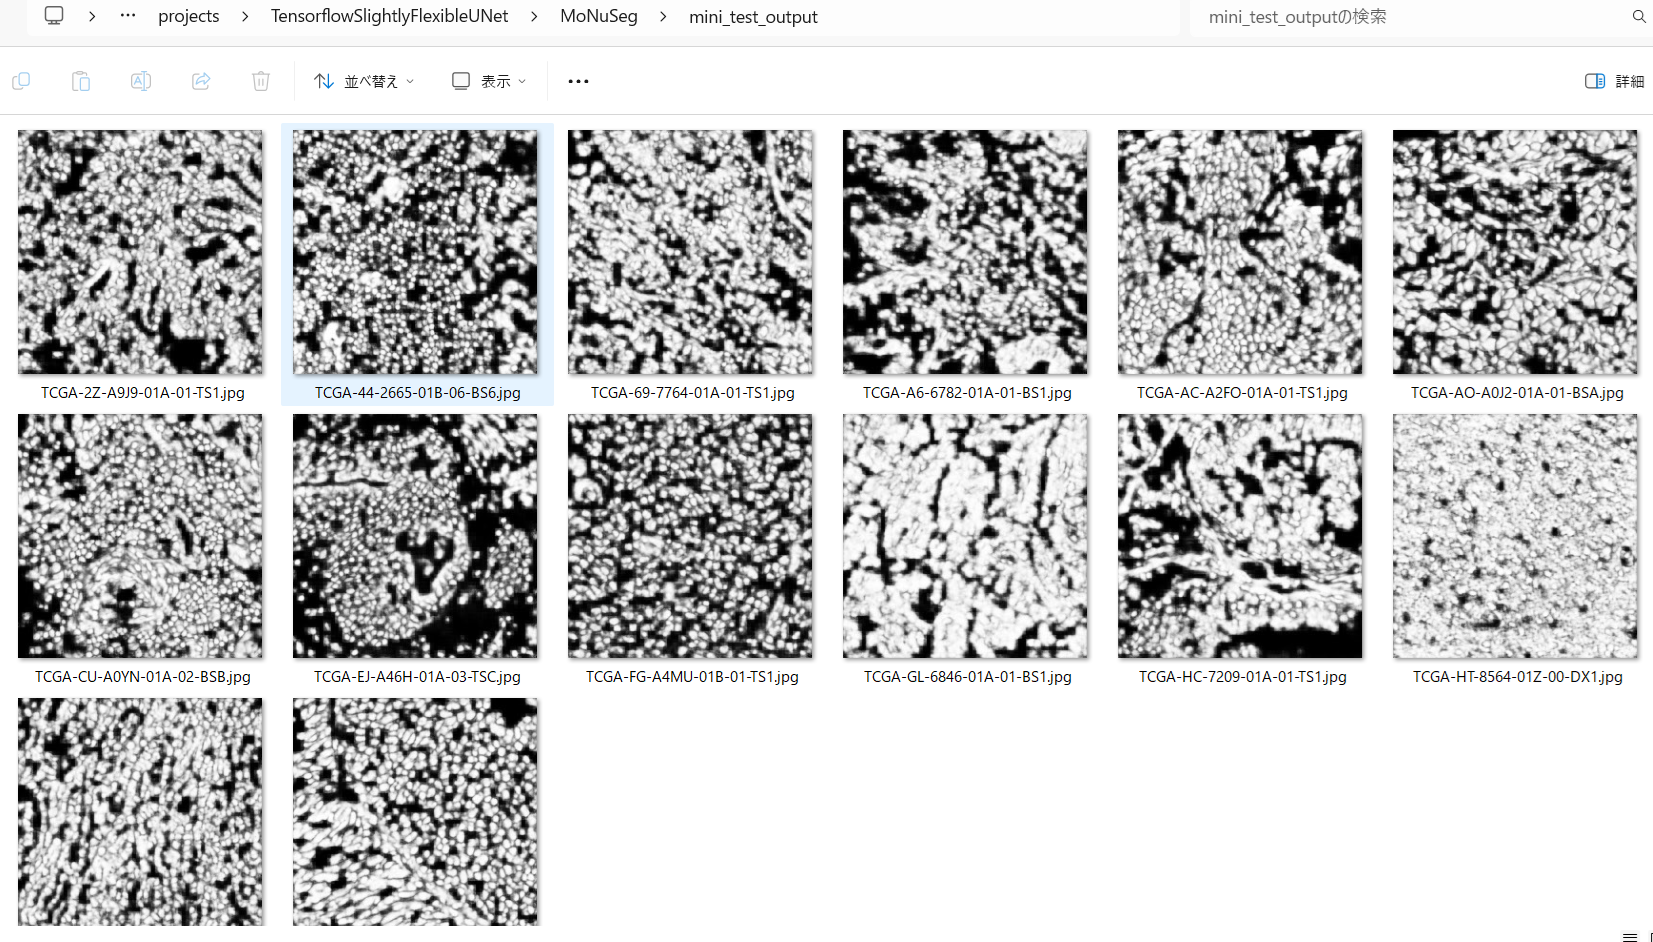 projects > TensorflowSlightlyFlexibleUNet > MoNuSeg > mini_test_output
mini_test_outputの検索
並べ替え
表示
詳細
TCGA-2Z-A9J9-01A-01-TS1.jpg
TCGA-44-2665-01B-06-BS6.jpg
TCGA-69-7764-01A-01-TS1.jpg
TCGA-A6-6782-01A-01-BS1.jpg
TCGA-AC-A2FO-01A-01-TS1.jpg
TCGA-AO-A0J2-01A-01-BSA.jpg
TCGA-CU-A0YN-01A-02-BSB.jpg
TCGA-EJ-A46H-01A-03-TSC.jpg
TCGA-FG-A4MU-01B-01-TS1.jpg
TCGA-GL-6846-01A-01-BS1.jpg
TCGA-HC-7209-01A-01-TS1.jpg
TCGA-HT-8564-01Z-00-DX1.jpg